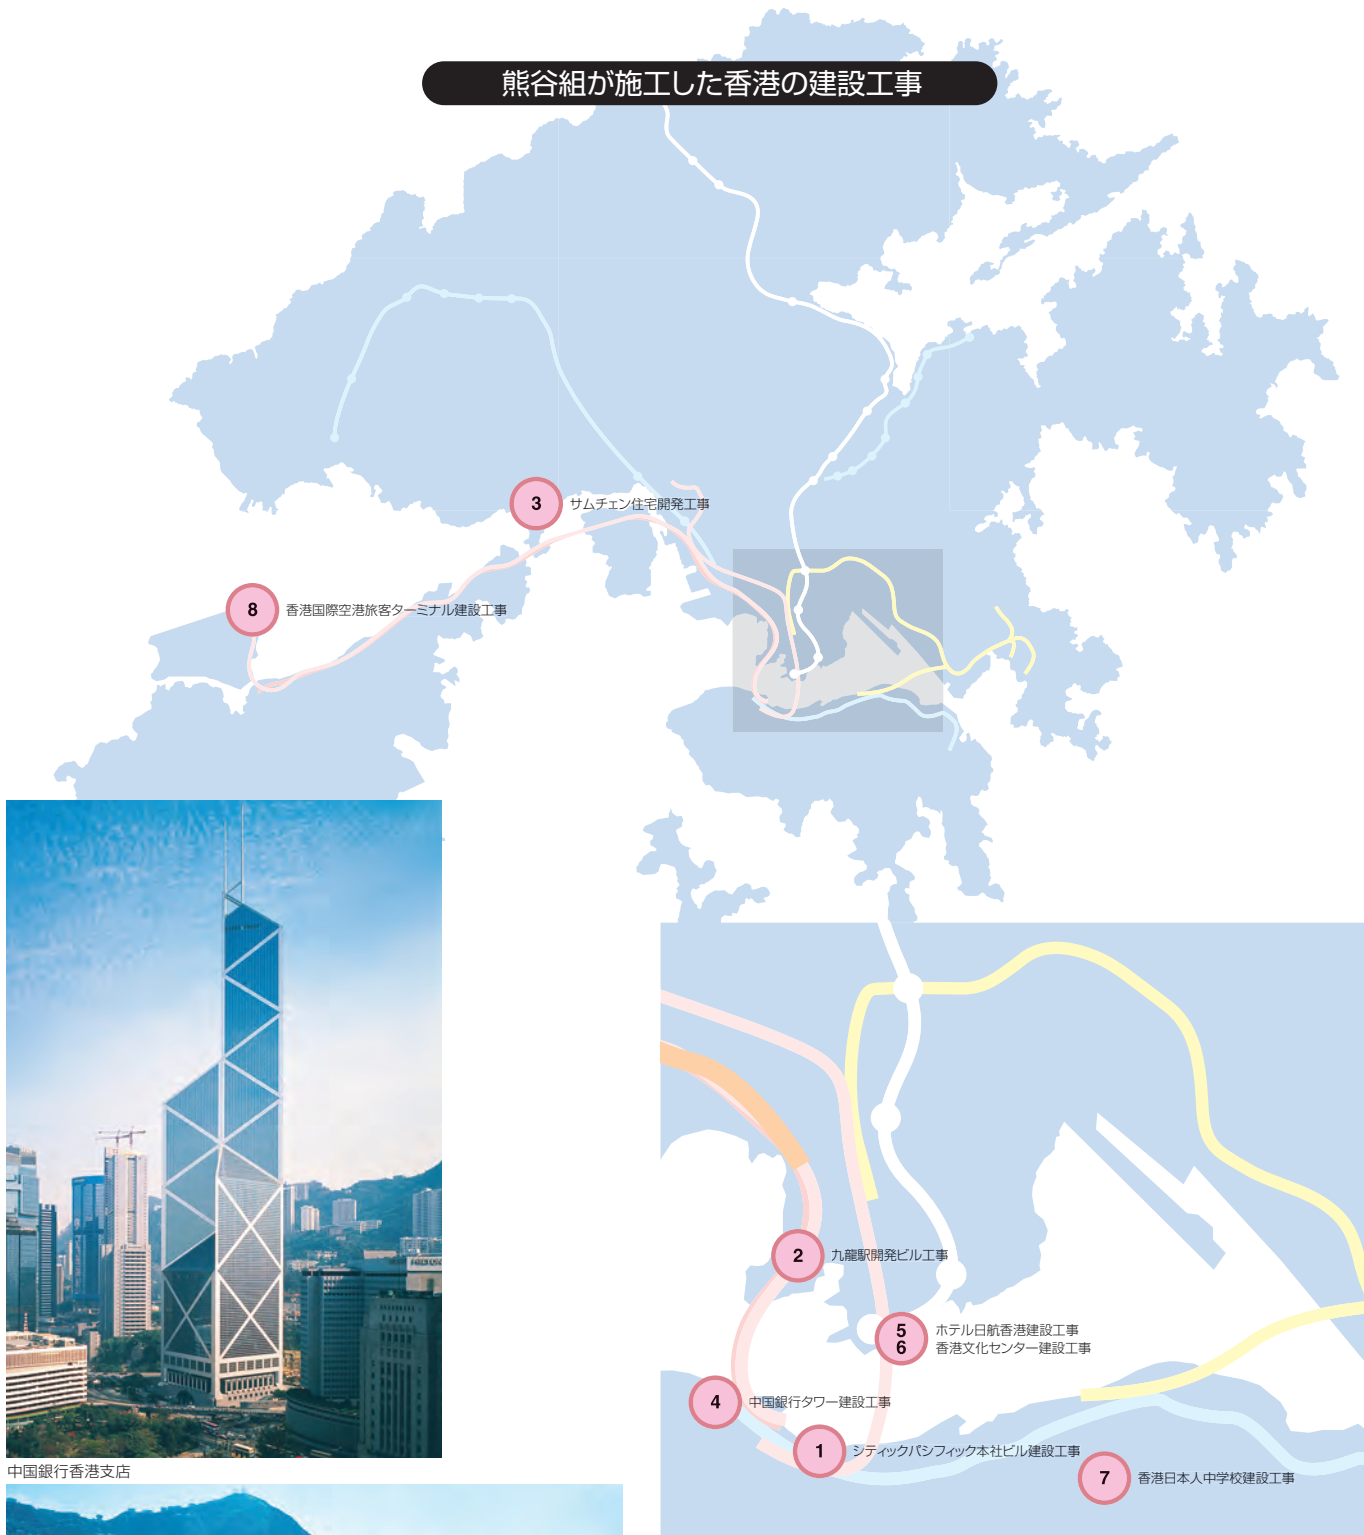 熊谷組が施工した香港の建設工事
3 サムチェン住宅開発工事
8 香港国際空港旅客ターミナル建設工事
中国銀行香港支店
2 九龍駅開発ビル工事
5 ホテル日航香港建設工事
6 香港文化センター建設工事
4 中国銀行タワー建設工事
1 シティックパシフィック本社ビル建設工事
7 香港日本人中学校建設工事